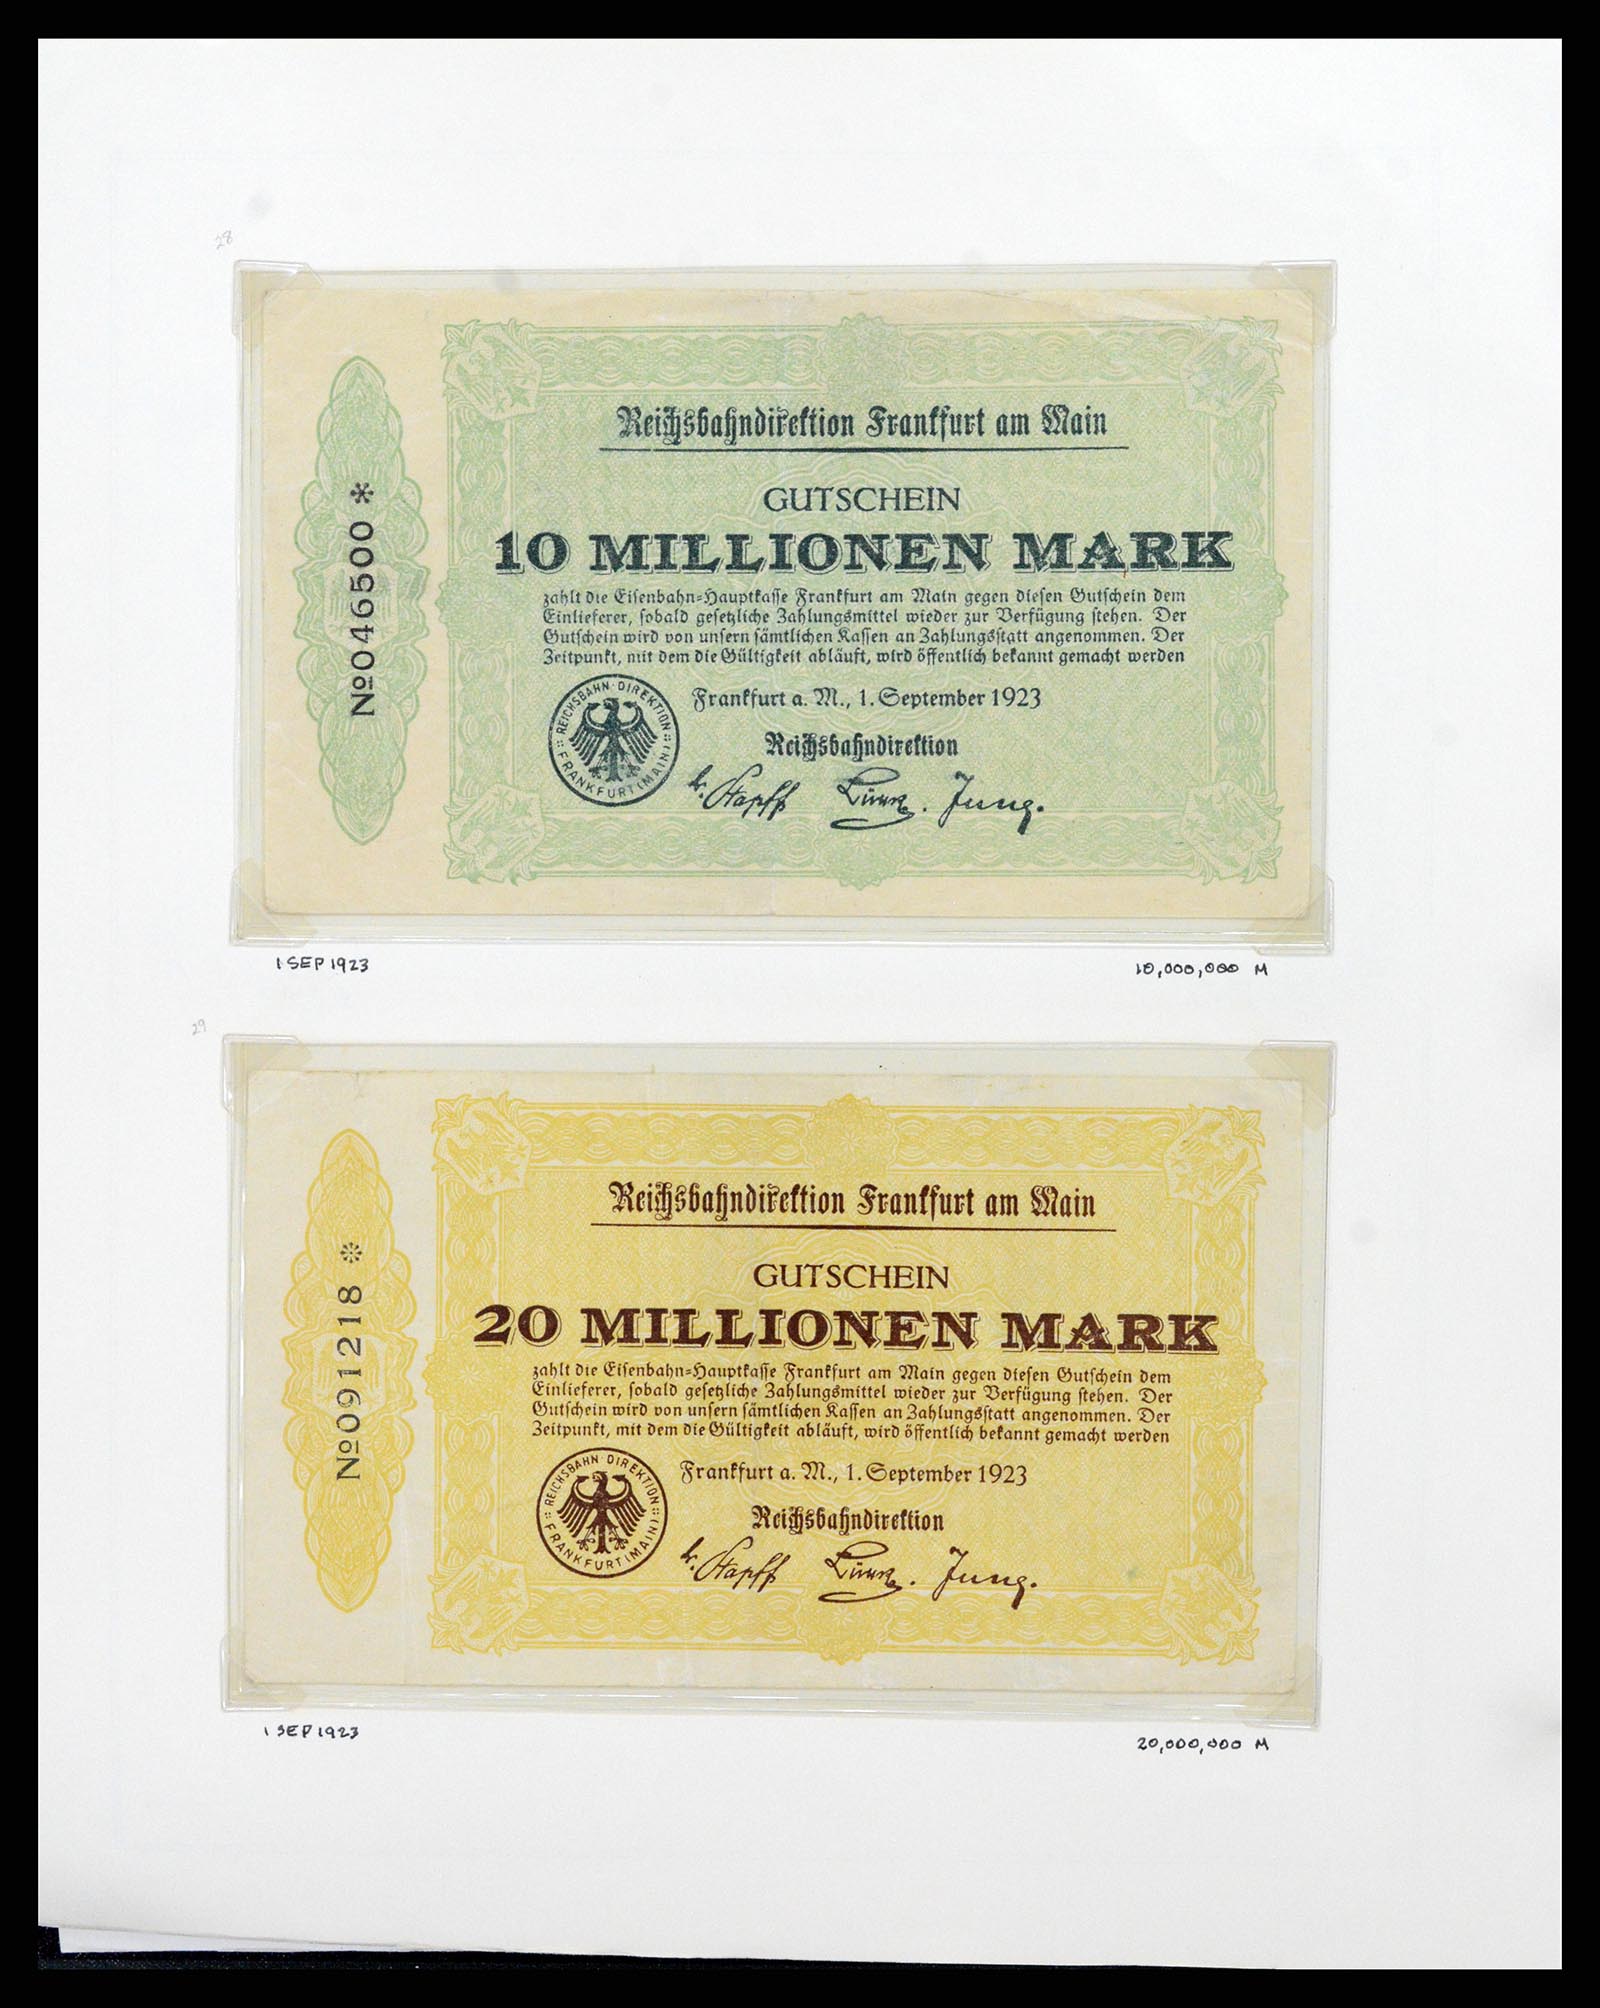 28
Reichsbahndirektion Frankfurt am Main
GUTSCHEIN
10 MILLIONEN MARK
zahlt die Eisenbahn=Hauptkasse Frankfurt am Main gegen diesen Gutschein dem
Einlieferer, sobald gesetzliche Zahlungsmittel wieder zur Verfügung stehen. Der
Gutschein wird von unsern sämtlichen Kassen an Zahlungsstatt angenommen. Der
Zeitpunkt, mit dem die Gültigkeit abläuft, wird öffentlich bekannt gemacht werden
Frankfurt a. M., 1. September 1923
Reichsbahndirektion
REICHSBAHN·DIREKTION
FRANKFURT (MAIN)
Stapff Jung.
№046500 *
1 SEP 1923
10,000,000 M
29
Reichsbahndirektion Frankfurt am Main
GUTSCHEIN
20 MILLIONEN MARK
zahlt die Eisenbahn=Hauptkasse Frankfurt am Main gegen diesen Gutschein dem
Einlieferer, sobald gesetzliche Zahlungsmittel wieder zur Verfügung stehen. Der
Gutschein wird von unsern sämtlichen Kassen an Zahlungsstatt angenommen. Der
Zeitpunkt, mit dem die Gültigkeit abläuft, wird öffentlich bekannt gemacht werden
Frankfurt a. M., 1. September 1923
Reichsbahndirektion
REICHSBAHN·DIREKTION
FRANKFURT (MAIN)
Stapff Jung.
№091218 *
1 SEP 1923
20,000,000 M